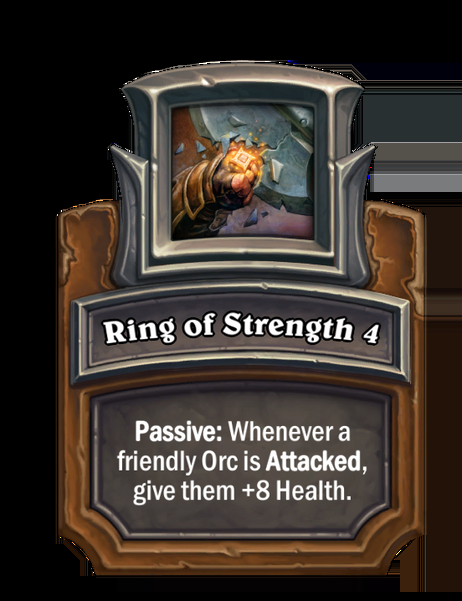 Ring of Strength 4
Passive: Whenever a
friendly Orc is Attacked,
give them +8 Health.